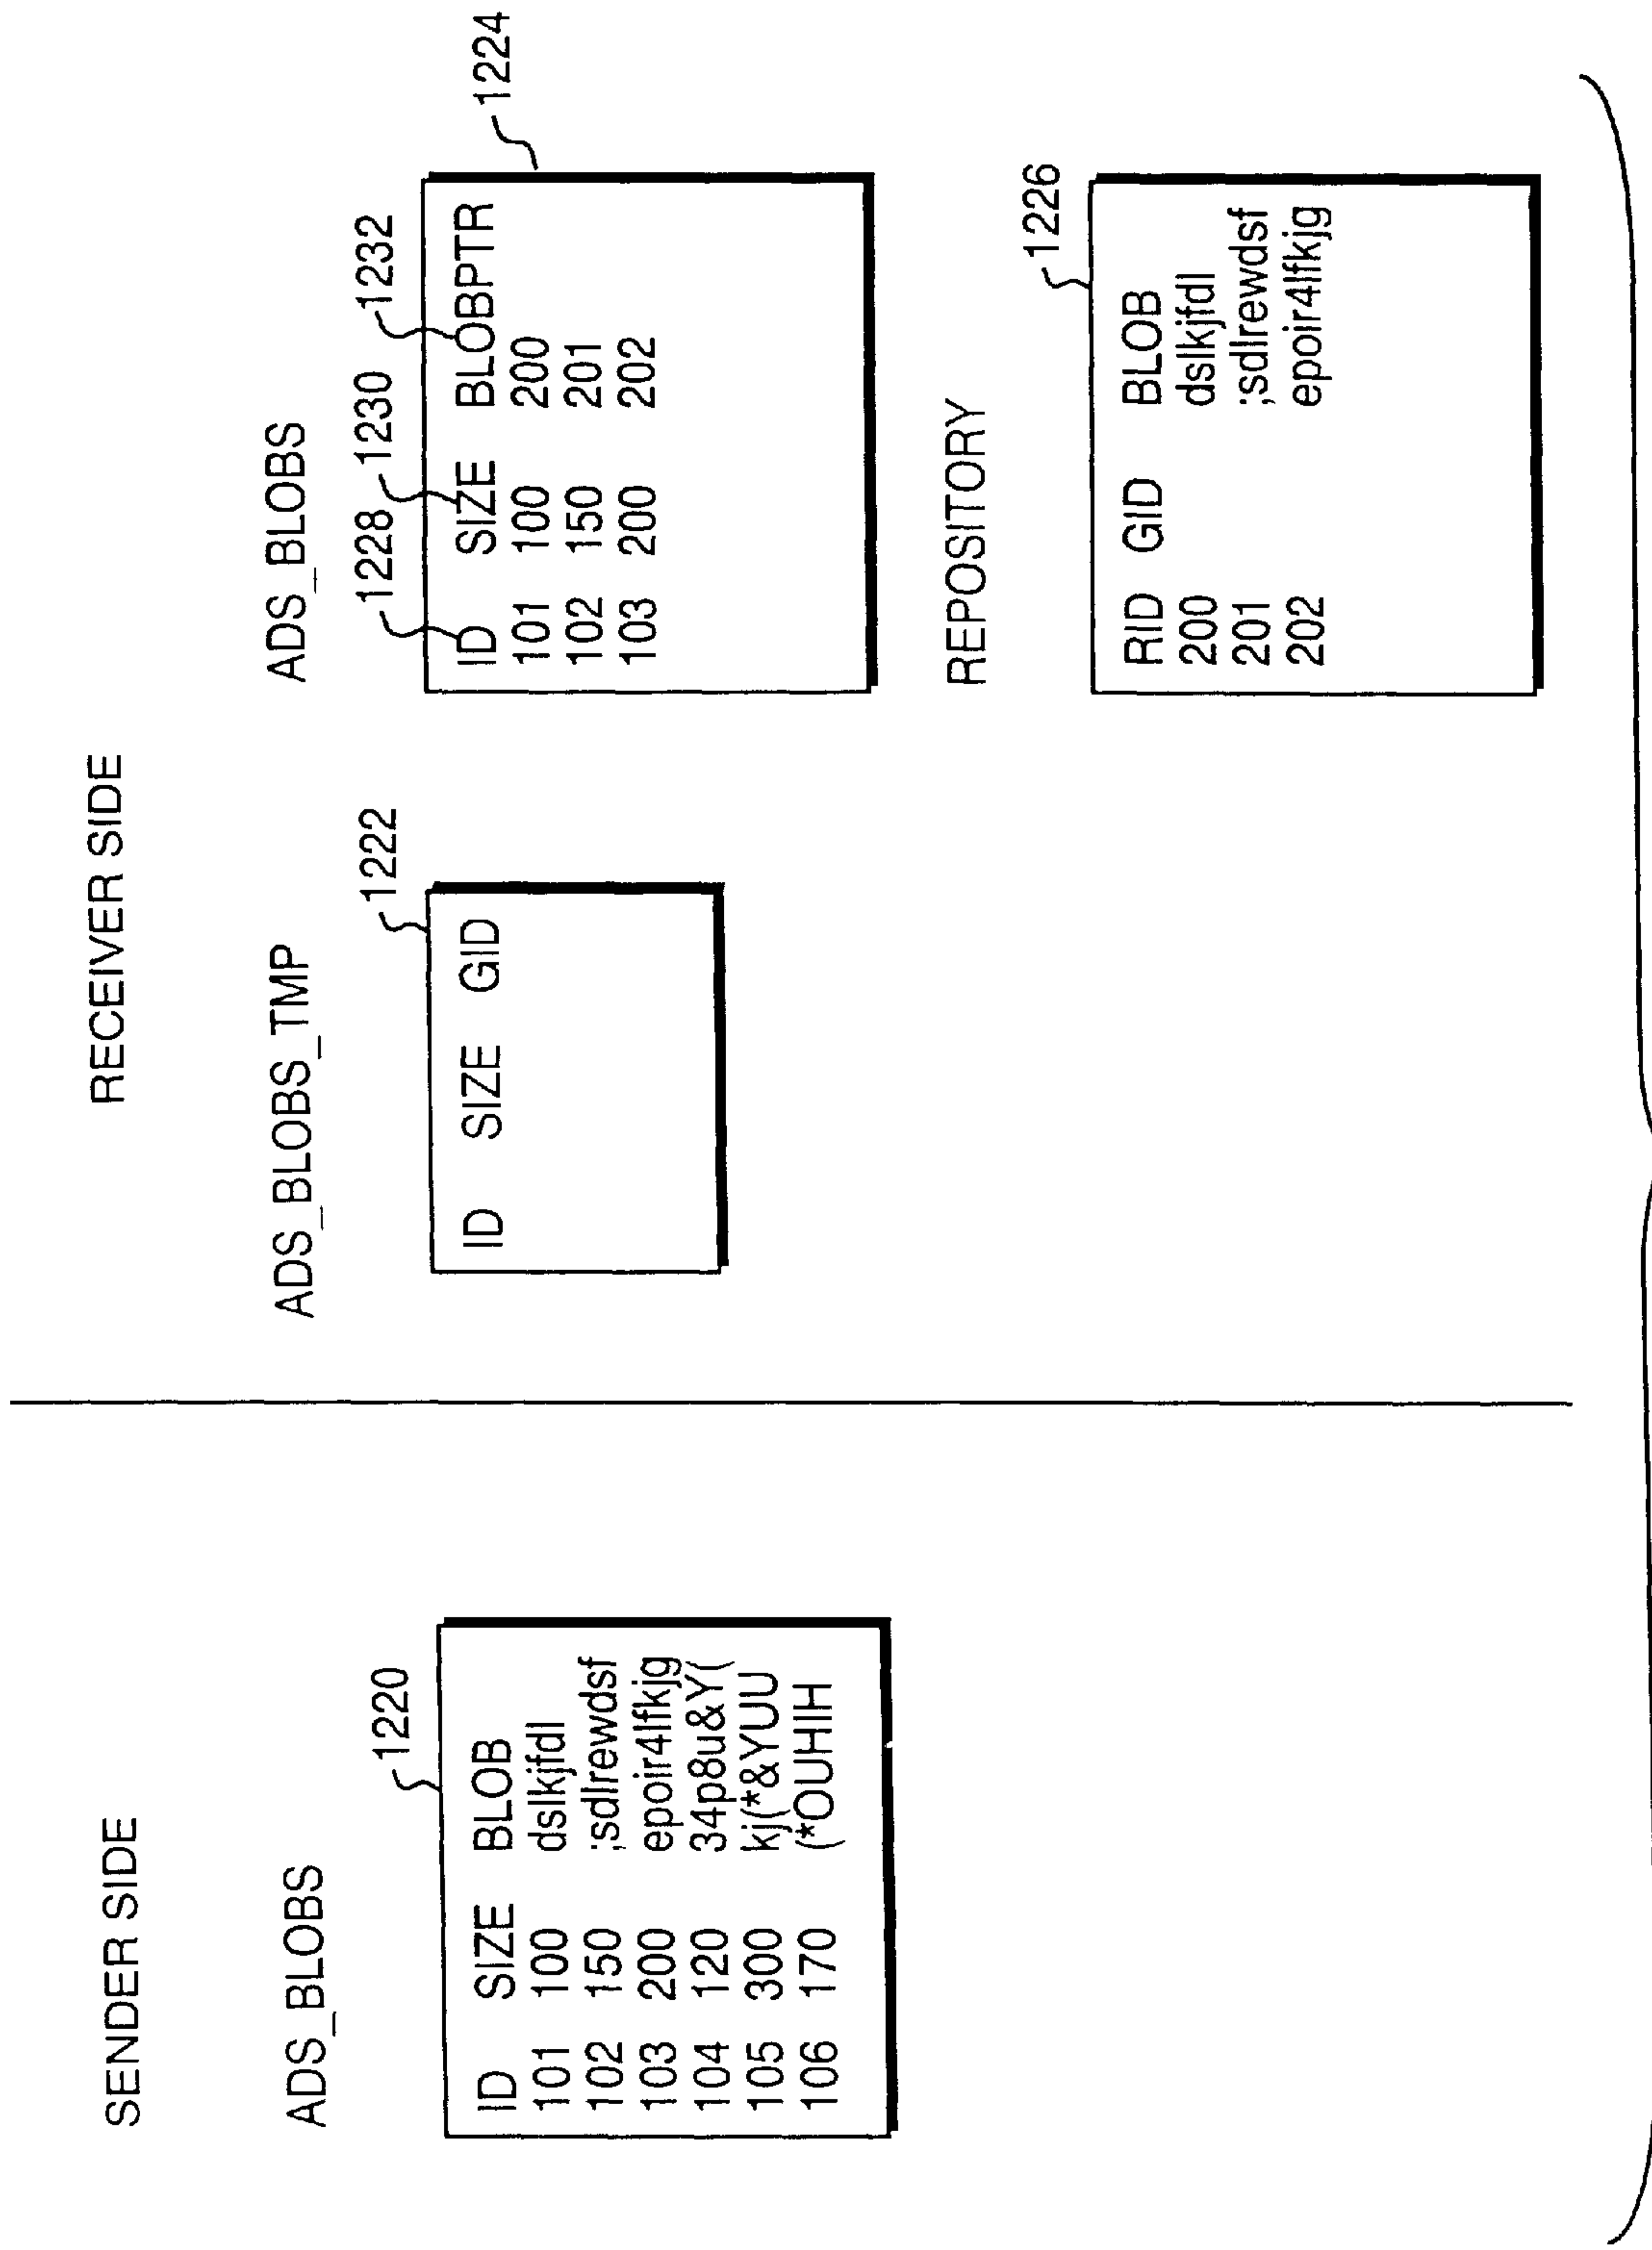 SENDER SIDE
ADS_BLOBS
1220
ID SIZE BLOB
101 100 dslkjfdl
102 150 ;sdlrewdsf
103 200 epoir4lfkjg
104 120 34p8u&Y(
105 300 kj(*&YUU
106 170 (*OUHIH
RECEIVER SIDE
ADS_BLOBS_TMP
1222
ID SIZE GID
ADS_BLOBS
1228 1230 1232
1224
ID SIZE BLOBPTR
101 100 200
102 150 201
103 200 202
REPOSITORY
1226
RID GID BLOB
200 dslkjfdl
201 ;sdlrewdsf
202 epoir4lfkjg